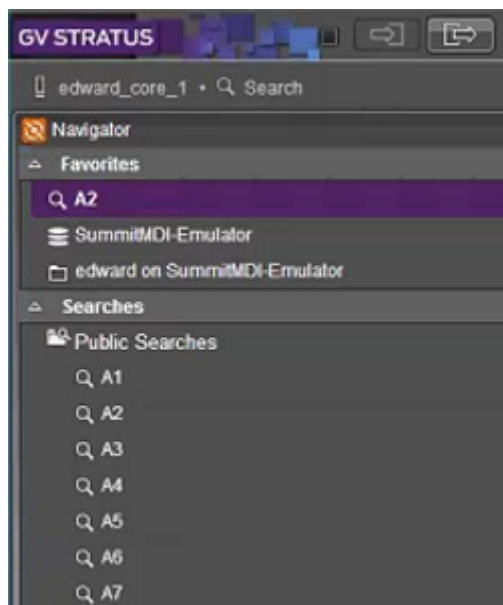 GV STRATUS
edward_core_1 • Search
Navigator
Favorites
A2
SummitMDI-Emulator
edward on SummitMDI-Emulator
Searches
Public Searches
A1
A2
A3
A4
A5
A6
A7